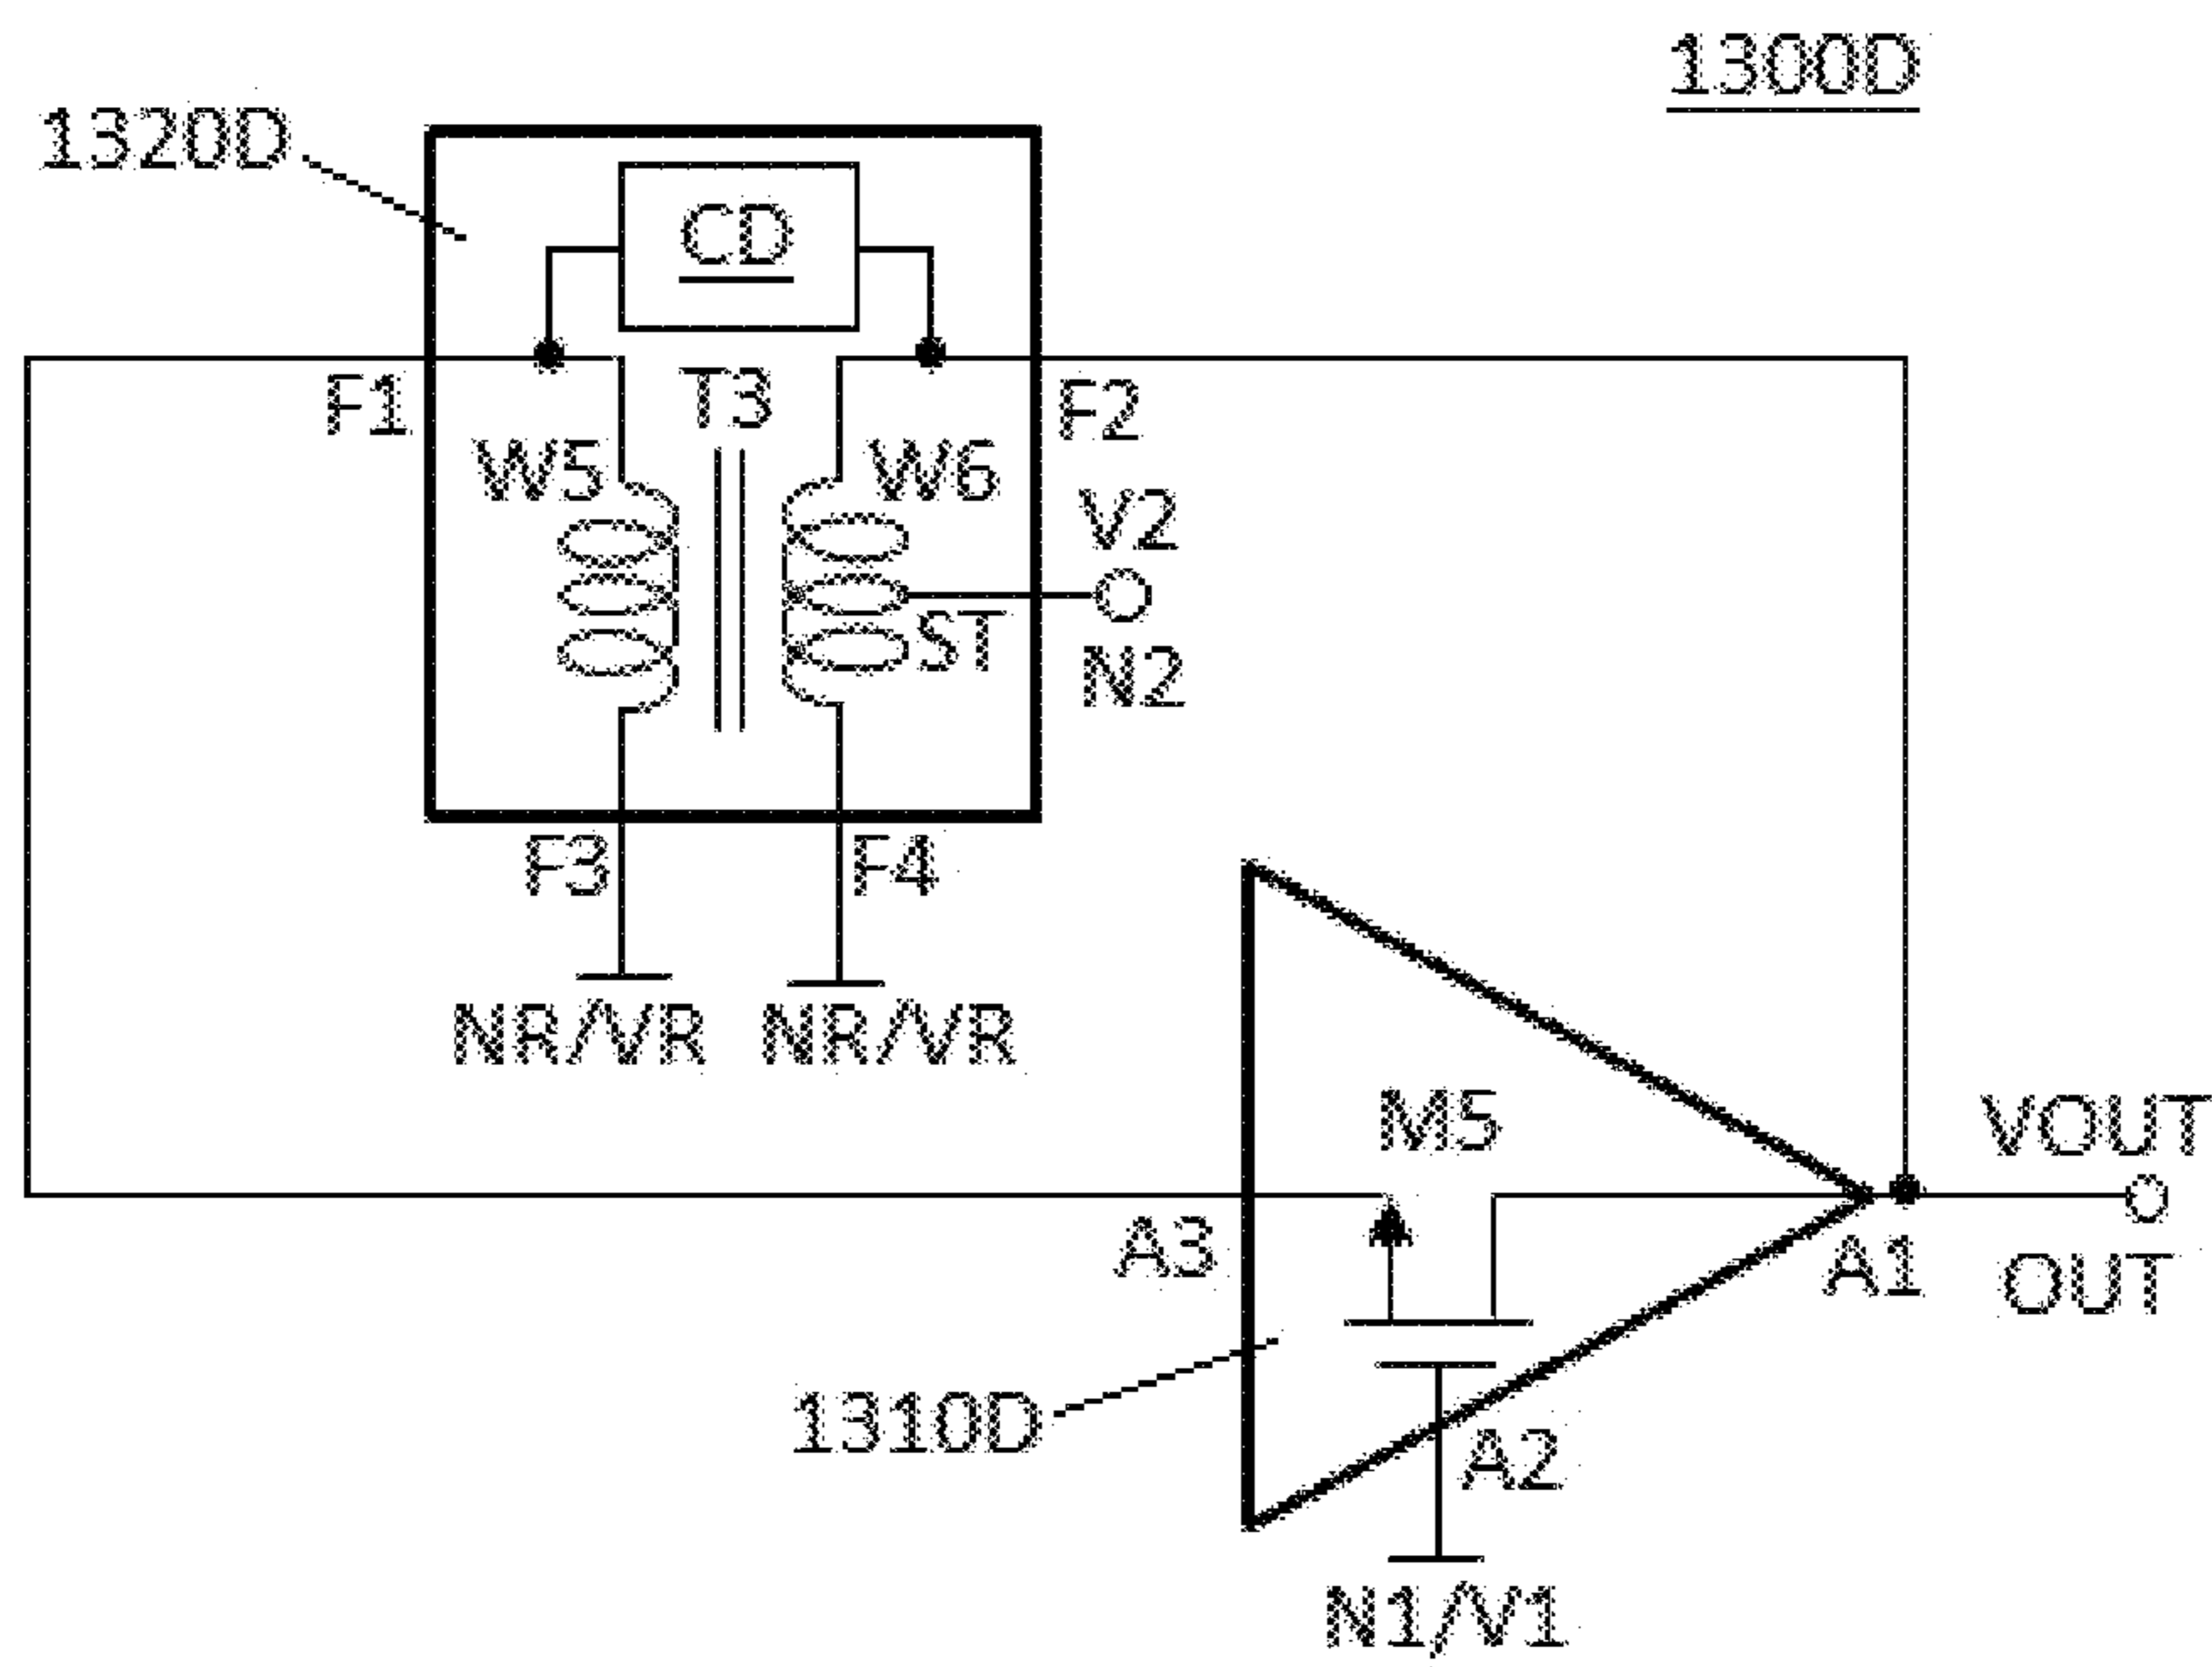 1300D
1320D
CD
F1
T3
F2
W5
W6
V2
ST
N2
F3
F4
NR/VR
NR/VR
M5
VOUT
A3
A1
OUT
1310D
A2
N1/V1